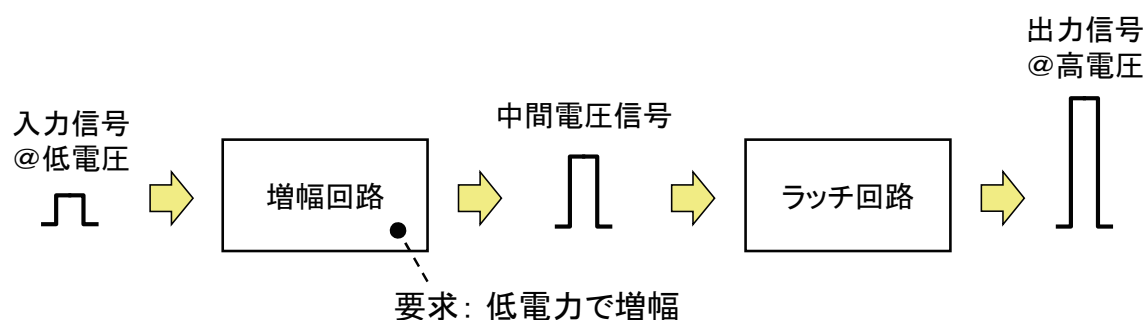 入力信号
@低電圧
増幅回路
中間電圧信号
ラッチ回路
出力信号
@高電圧
要求: 低電力で増幅